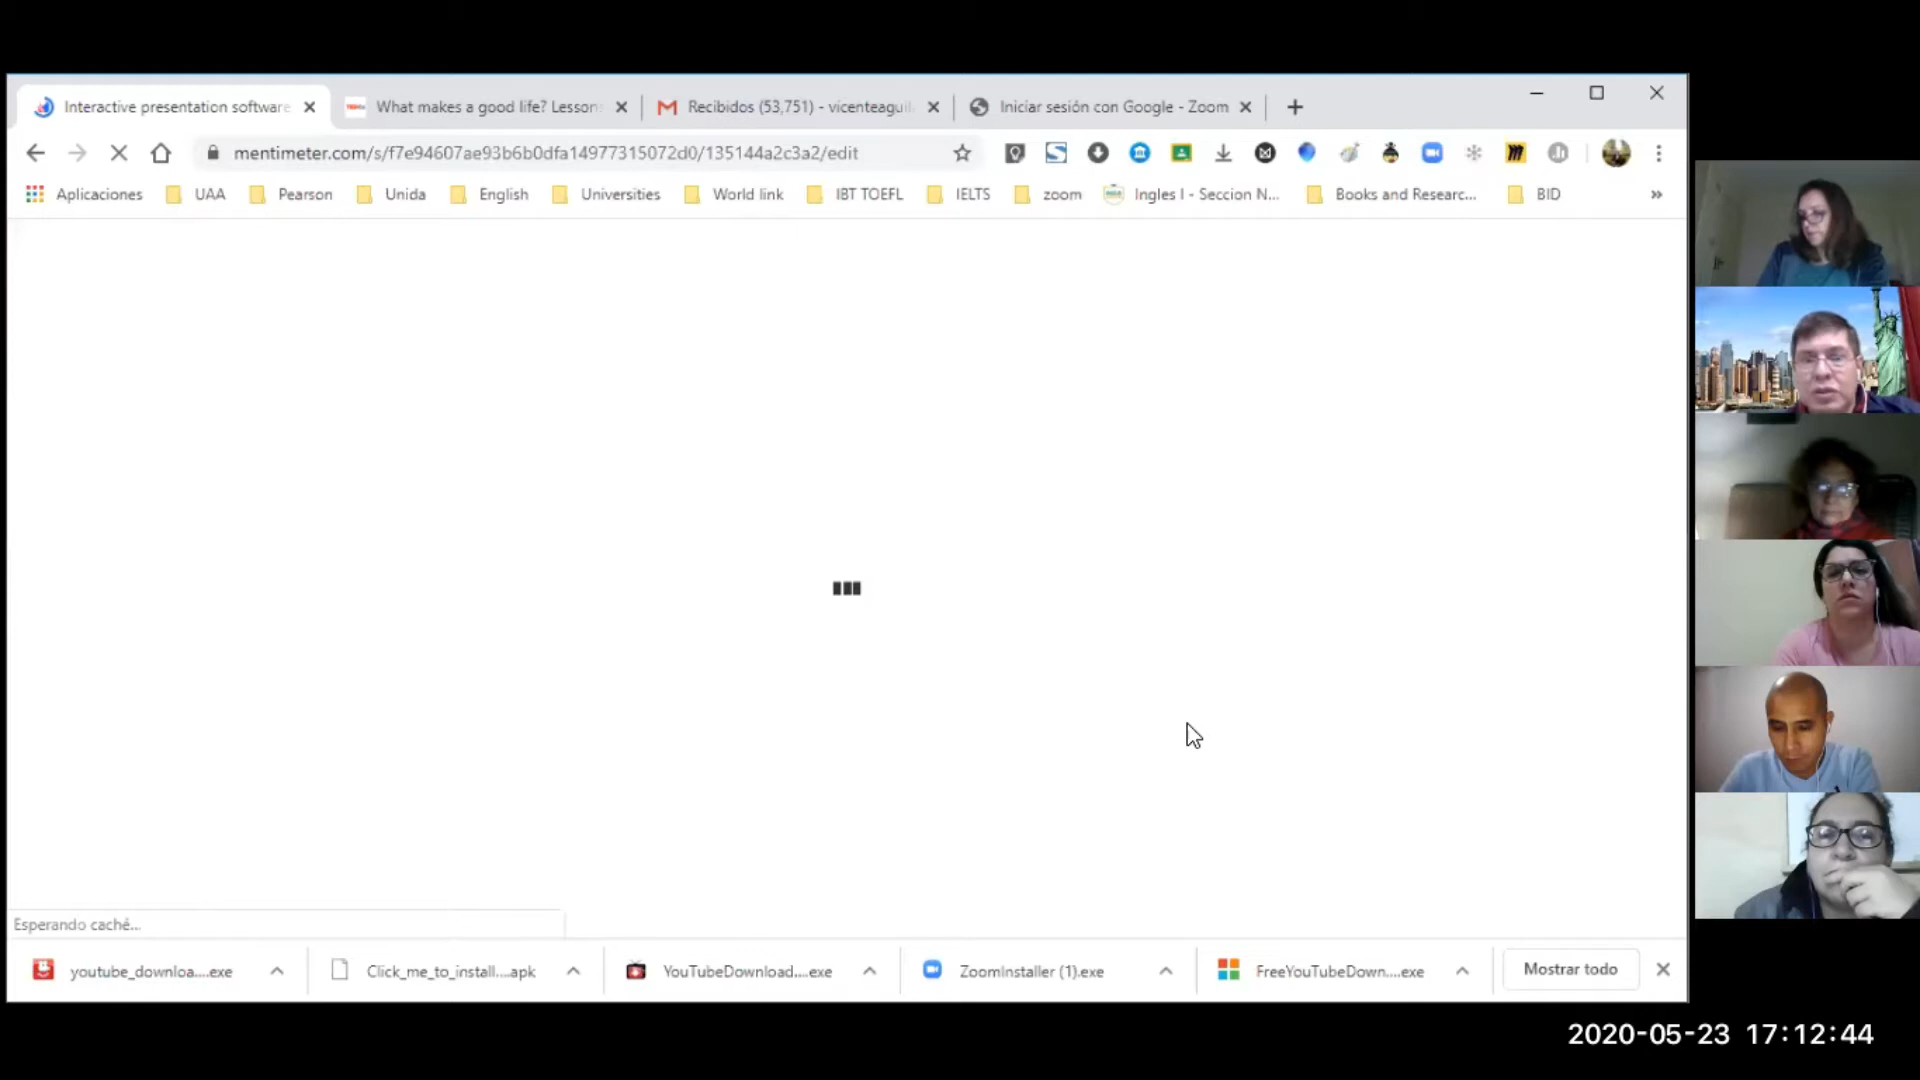 Interactive presentation software
What makes a good life? Lesson
Recibidos (53,751) - vicenteaguil
Iniciar sesión con Google - Zoom
mentimeter.com/s/f7e94607ae93b6b0dfa14977315072d0/135144a2c3a2/edit
Aplicaciones UAA Pearson Unida English Universities World link IBT TOEFL IELTS zoom Ingles I - Seccion N... Books and Researc... BID »
Esperando caché...
youtube_downloa....exe
Click_me_to_install....apk
YouTubeDownload....exe
ZoomInstaller (1).exe
FreeYouTubeDown....exe
Mostrar todo
2020-05-23 17:12:44